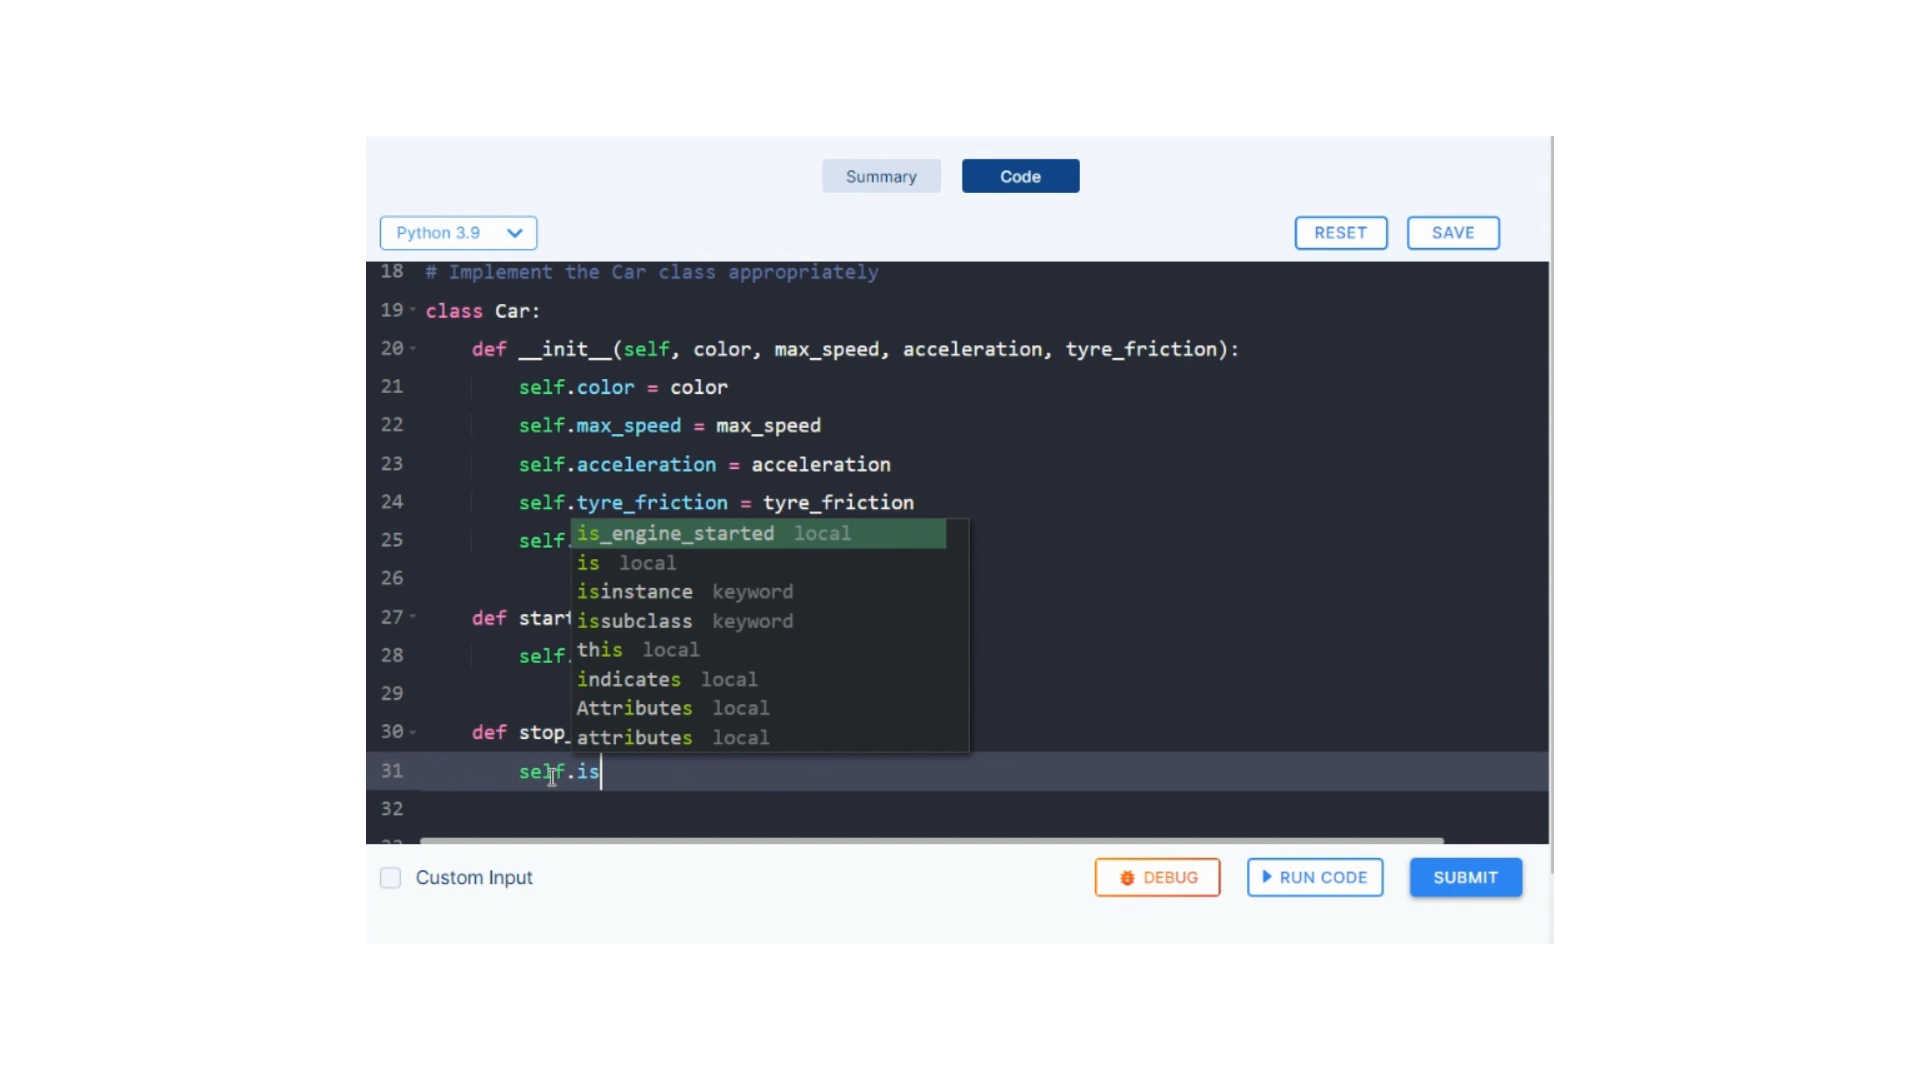 Summary Code
Python 3.9 RESET SAVE
18 # Implement the Car class appropriately
19 class Car:
20 def __init__(self, color, max_speed, acceleration, tyre_friction):
21 self.color = color
22 self.max_speed = max_speed
23 self.acceleration = acceleration
24 self.tyre_friction = tyre_friction
25 self.
26
27 def start
28 self.
29
30 def stop_
is_engine_started local
is local
isinstance keyword
issubclass keyword
this local
indicates local
Attributes local
attributes local
31 self.is
32
Custom Input DEBUG RUN CODE SUBMIT